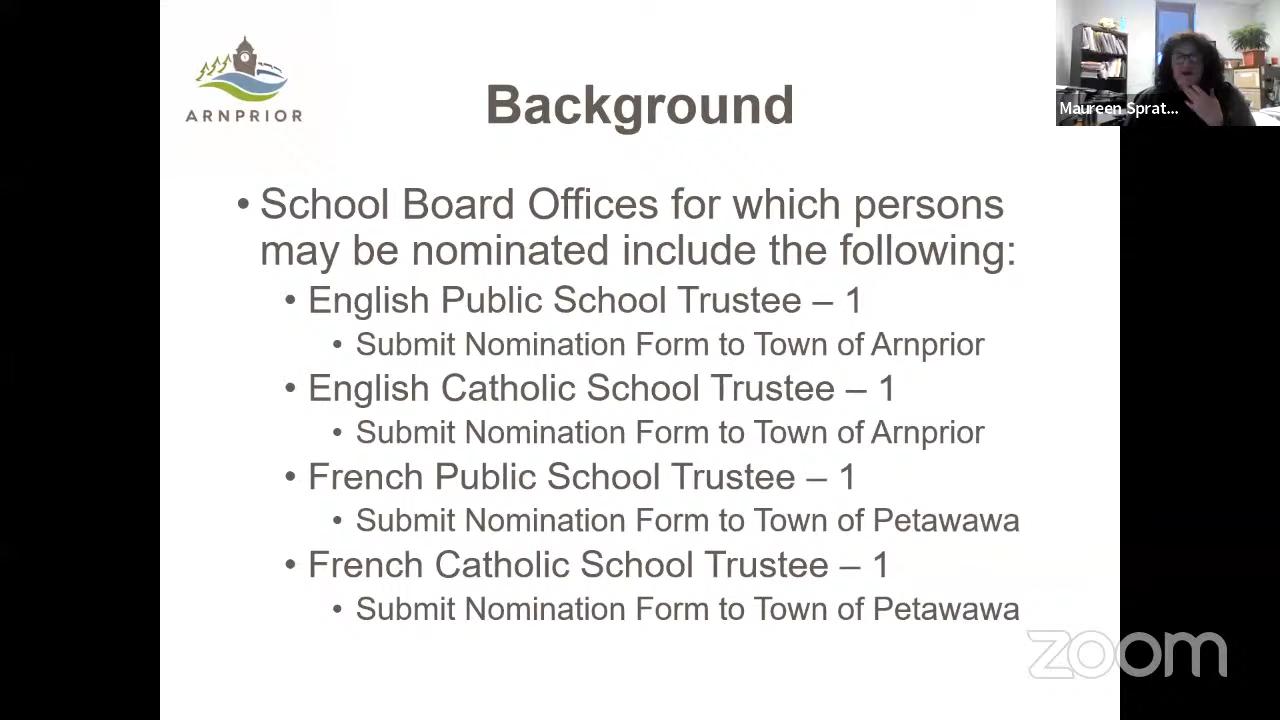 ARNPRIOR
Background
Maureen Sprat...
• School Board Offices for which persons
may be nominated include the following:
• English Public School Trustee – 1
• Submit Nomination Form to Town of Arnprior
• English Catholic School Trustee – 1
• Submit Nomination Form to Town of Arnprior
• French Public School Trustee – 1
• Submit Nomination Form to Town of Petawawa
• French Catholic School Trustee – 1
• Submit Nomination Form to Town of Petawawa
zoom